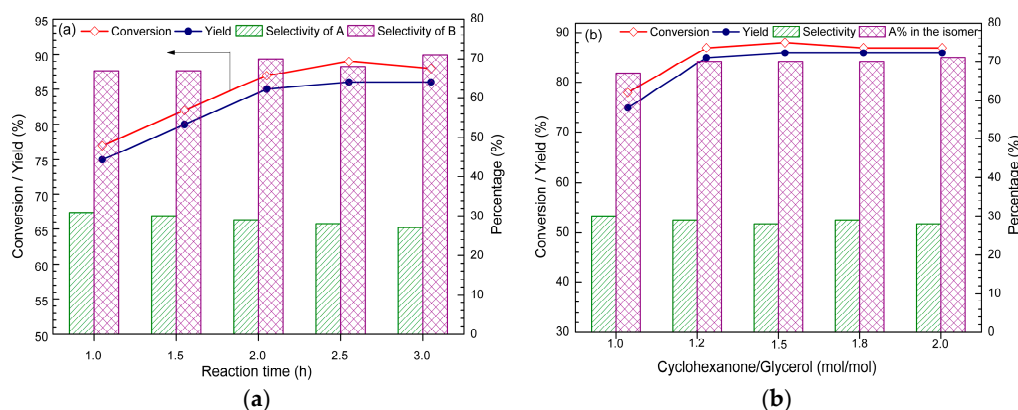 (a)
Conversion Yield Selectivity of A Selectivity of B
Conversion / Yield (%)
95
90
85
80
75
70
65
60
55
50
80
70
60
50
40
30
20
10
0
Percentage (%)
1.0 1.5 2.0 2.5 3.0
Reaction time (h)
(a)
(b)
Conversion Yield Selectivity A% in the isomer
Conversion / Yield (%)
90
80
70
60
50
40
30
80
70
60
50
40
30
20
10
0
Percentage (%)
1.0 1.2 1.5 1.8 2.0
Cyclohexanone/Glycerol (mol/mol)
(b)